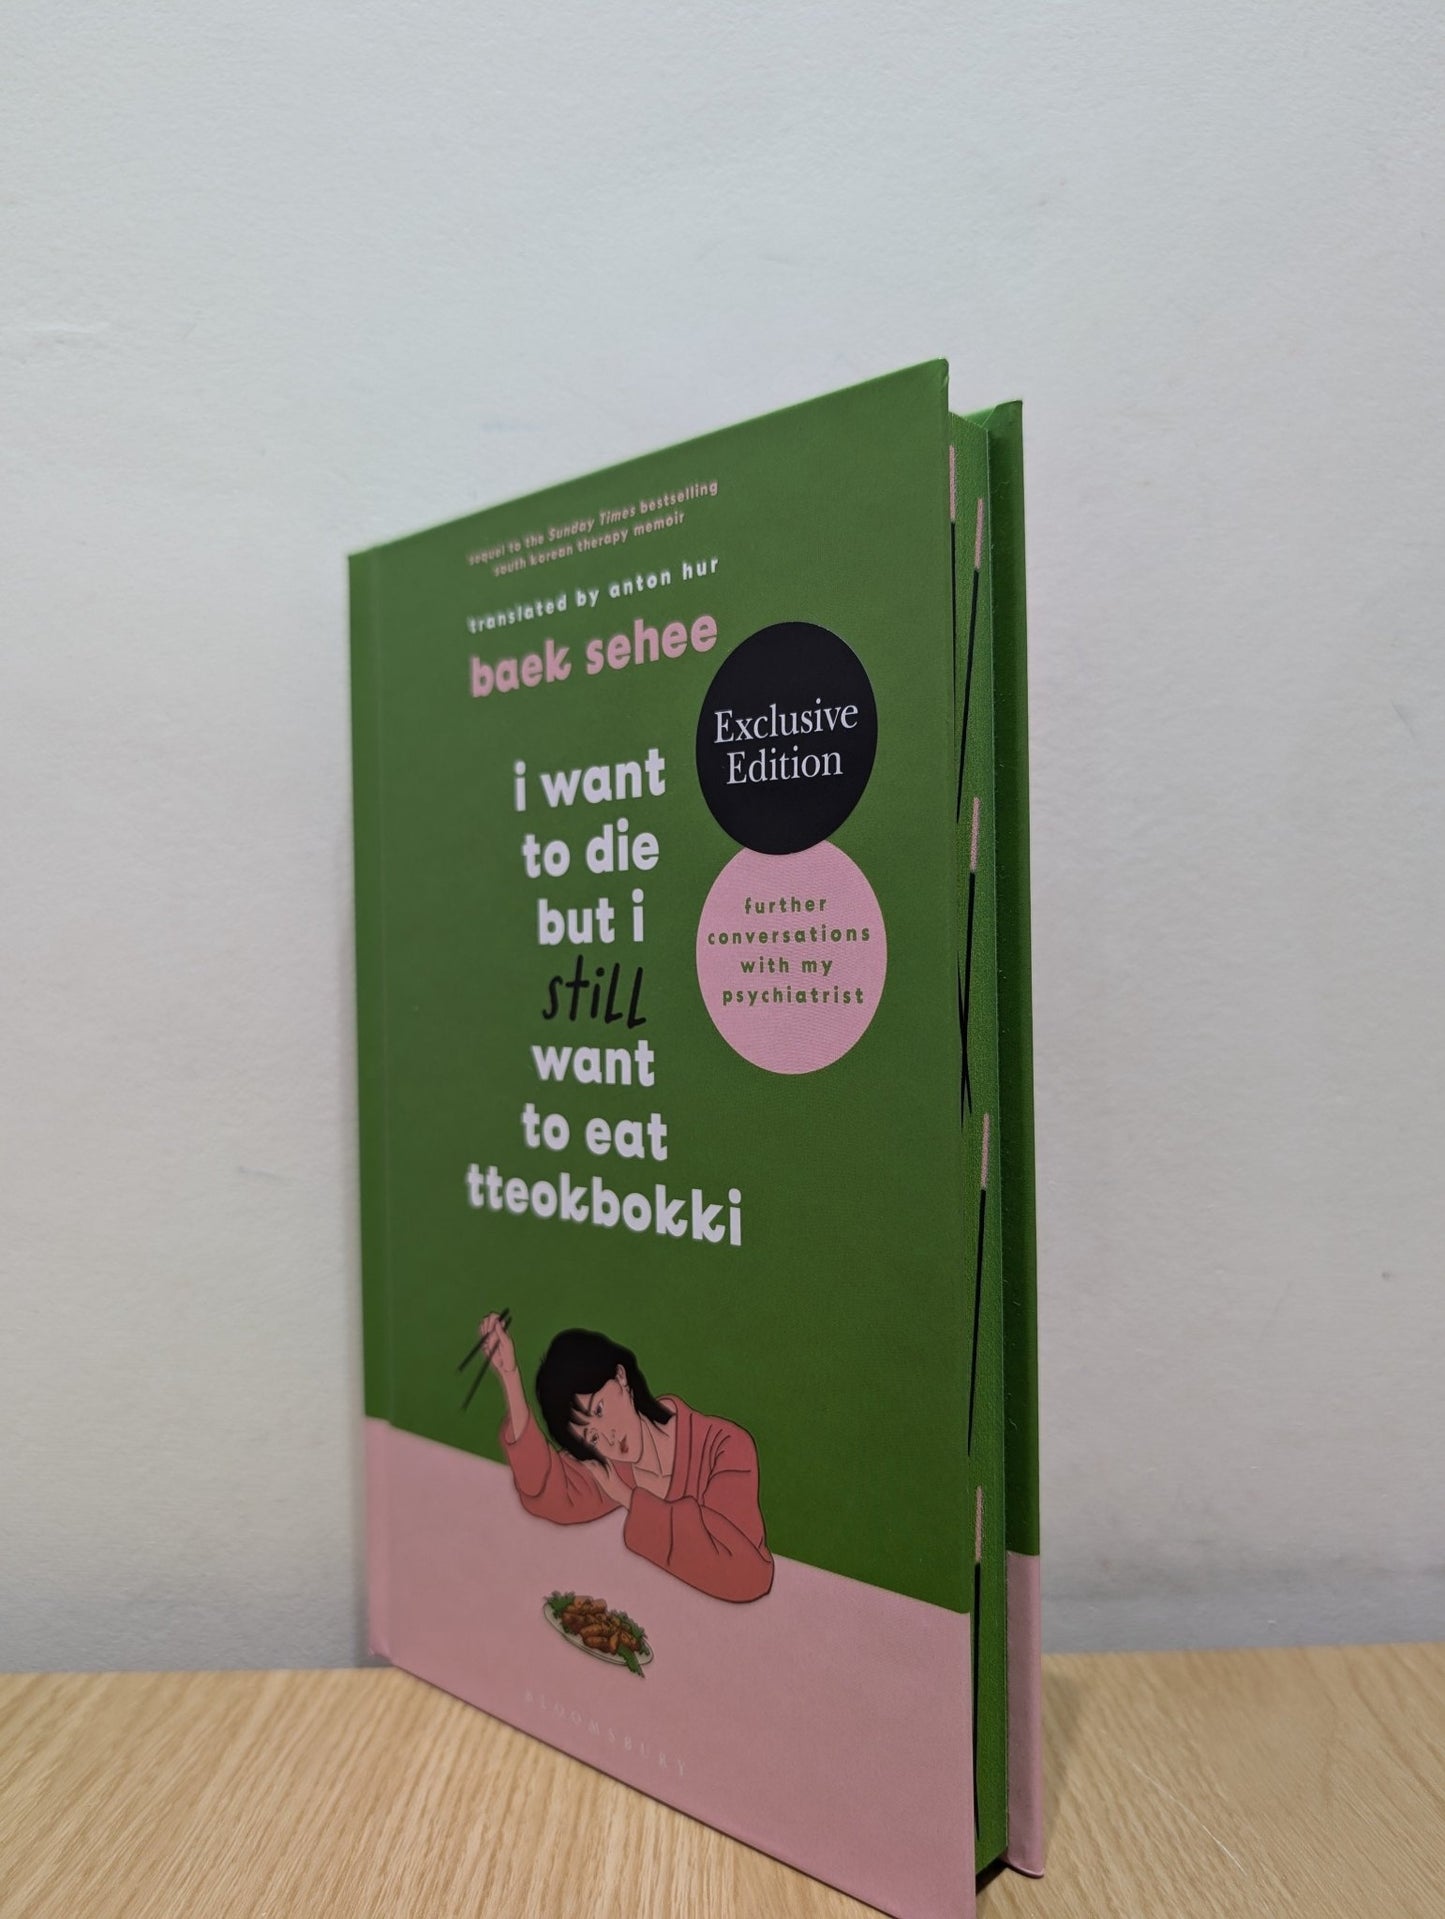 sequel to the Sunday Times bestselling
south korean therapy memoir
translated by anton hur
baek sehee
Exclusive
Edition
i want
to die
but i
still
want
to eat
tteokbokki
further
conversations
with my
psychiatrist
BLOOMSBURY